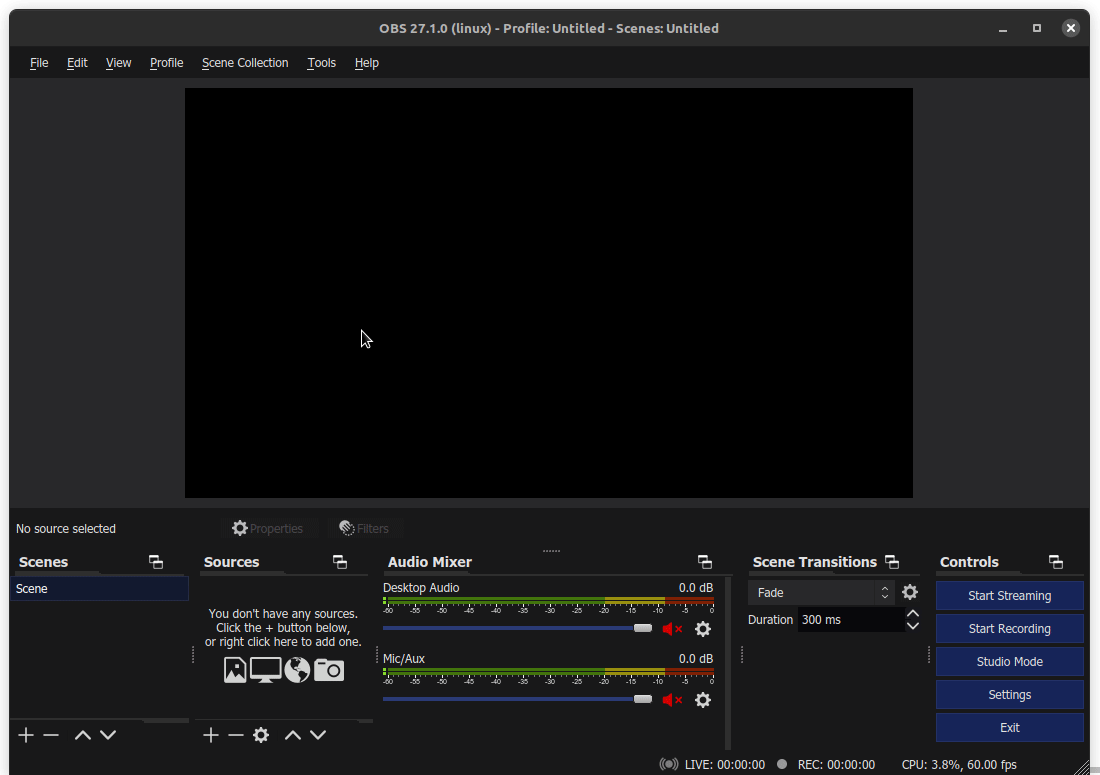 OBS 27.1.0 (linux) - Profile: Untitled - Scenes: Untitled
File Edit View Profile Scene Collection Tools Help
No source selected Properties Filters
Scenes
Scene
Sources
You don't have any sources.
Click the + button below,
or right click here to add one.
Audio Mixer
Desktop Audio 0.0 dB
-60 -55 -50 -45 -40 -35 -30 -25 -20 -15 -10 -5 0
Mic/Aux 0.0 dB
-60 -55 -50 -45 -40 -35 -30 -25 -20 -15 -10 -5 0
Scene Transitions
Fade
Duration 300 ms
Controls
Start Streaming
Start Recording
Studio Mode
Settings
Exit
LIVE: 00:00:00 REC: 00:00:00 CPU: 3.8%, 60.00 fps